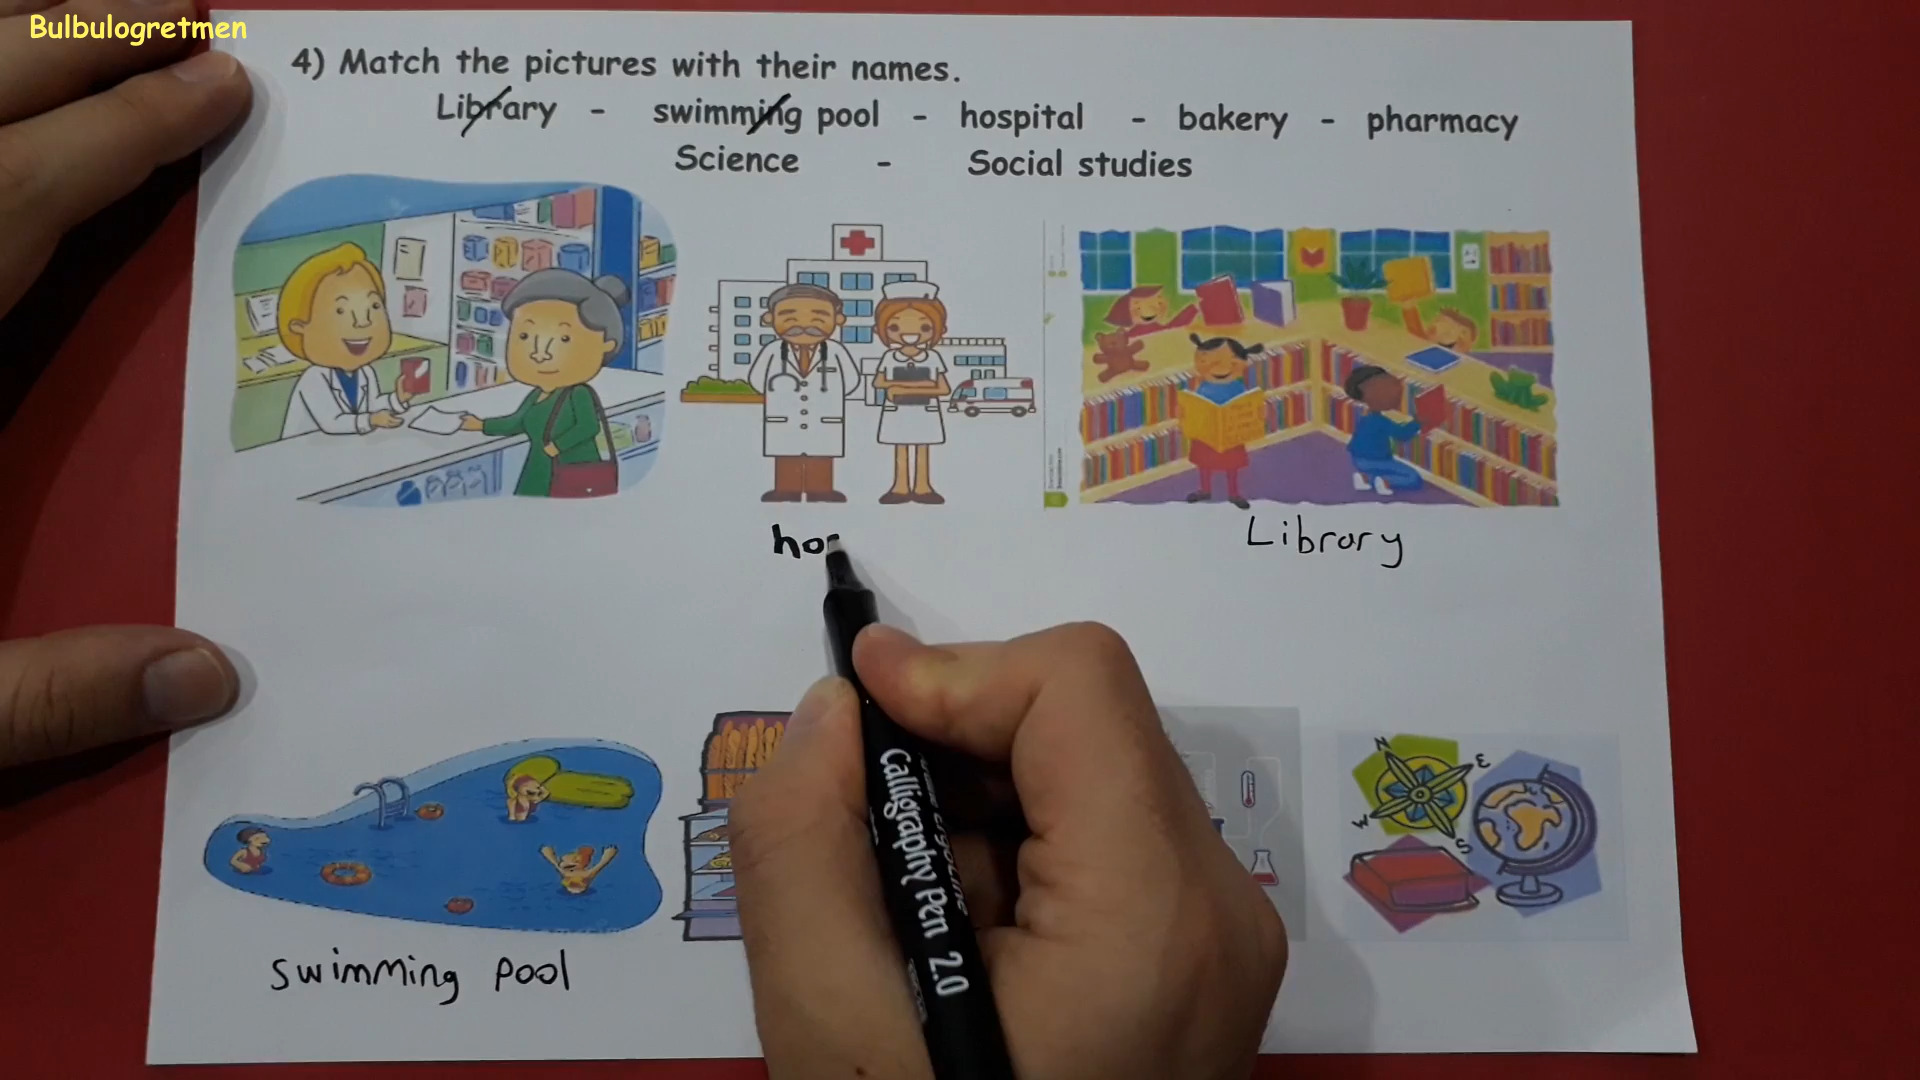 Bulbulogretmen
4) Match the pictures with their names.
Library - swimming pool - hospital - bakery - pharmacy
Science - Social studies
ho
Library
N
E
S
swimming pool
Calligraphy Pen 2.0